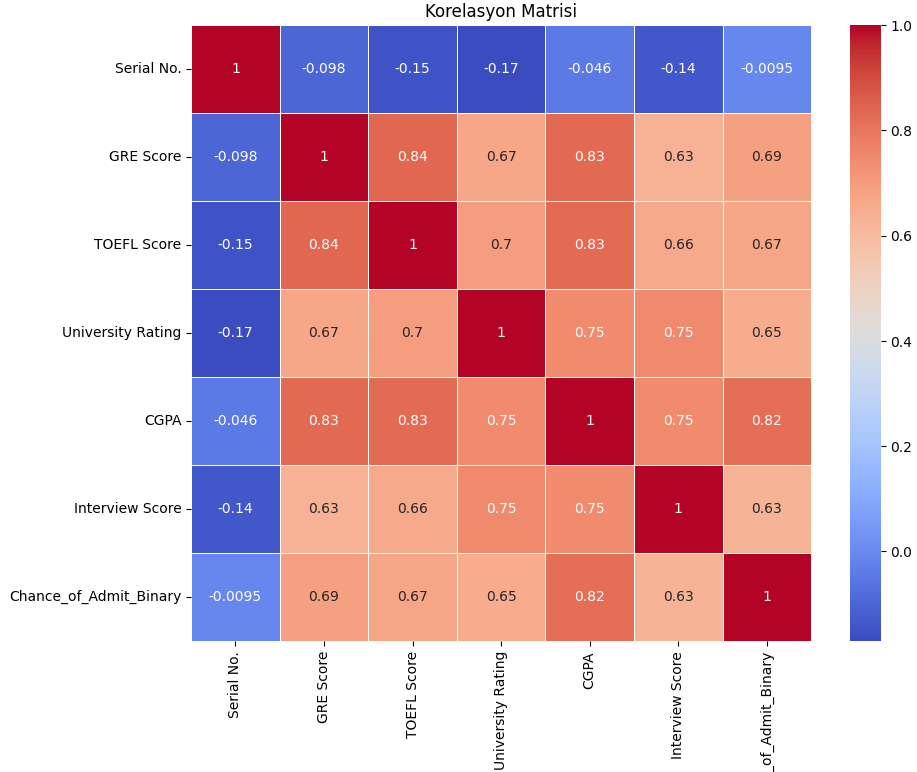 Korelasyon Matrisi
Serial No. 1 -0.098 -0.15 -0.17 -0.046 -0.14 -0.0095
GRE Score -0.098 1 0.84 0.67 0.83 0.63 0.69
TOEFL Score -0.15 0.84 1 0.7 0.83 0.66 0.67
University Rating -0.17 0.67 0.7 1 0.75 0.75 0.65
CGPA -0.046 0.83 0.83 0.75 1 0.75 0.82
Interview Score -0.14 0.63 0.66 0.75 0.75 1 0.63
Chance_of_Admit_Binary -0.0095 0.69 0.67 0.65 0.82 0.63 1
Serial No.
GRE Score
TOEFL Score
University Rating
CGPA
Interview Score
_of_Admit_Binary
1.0
0.8
0.6
0.4
0.2
0.0